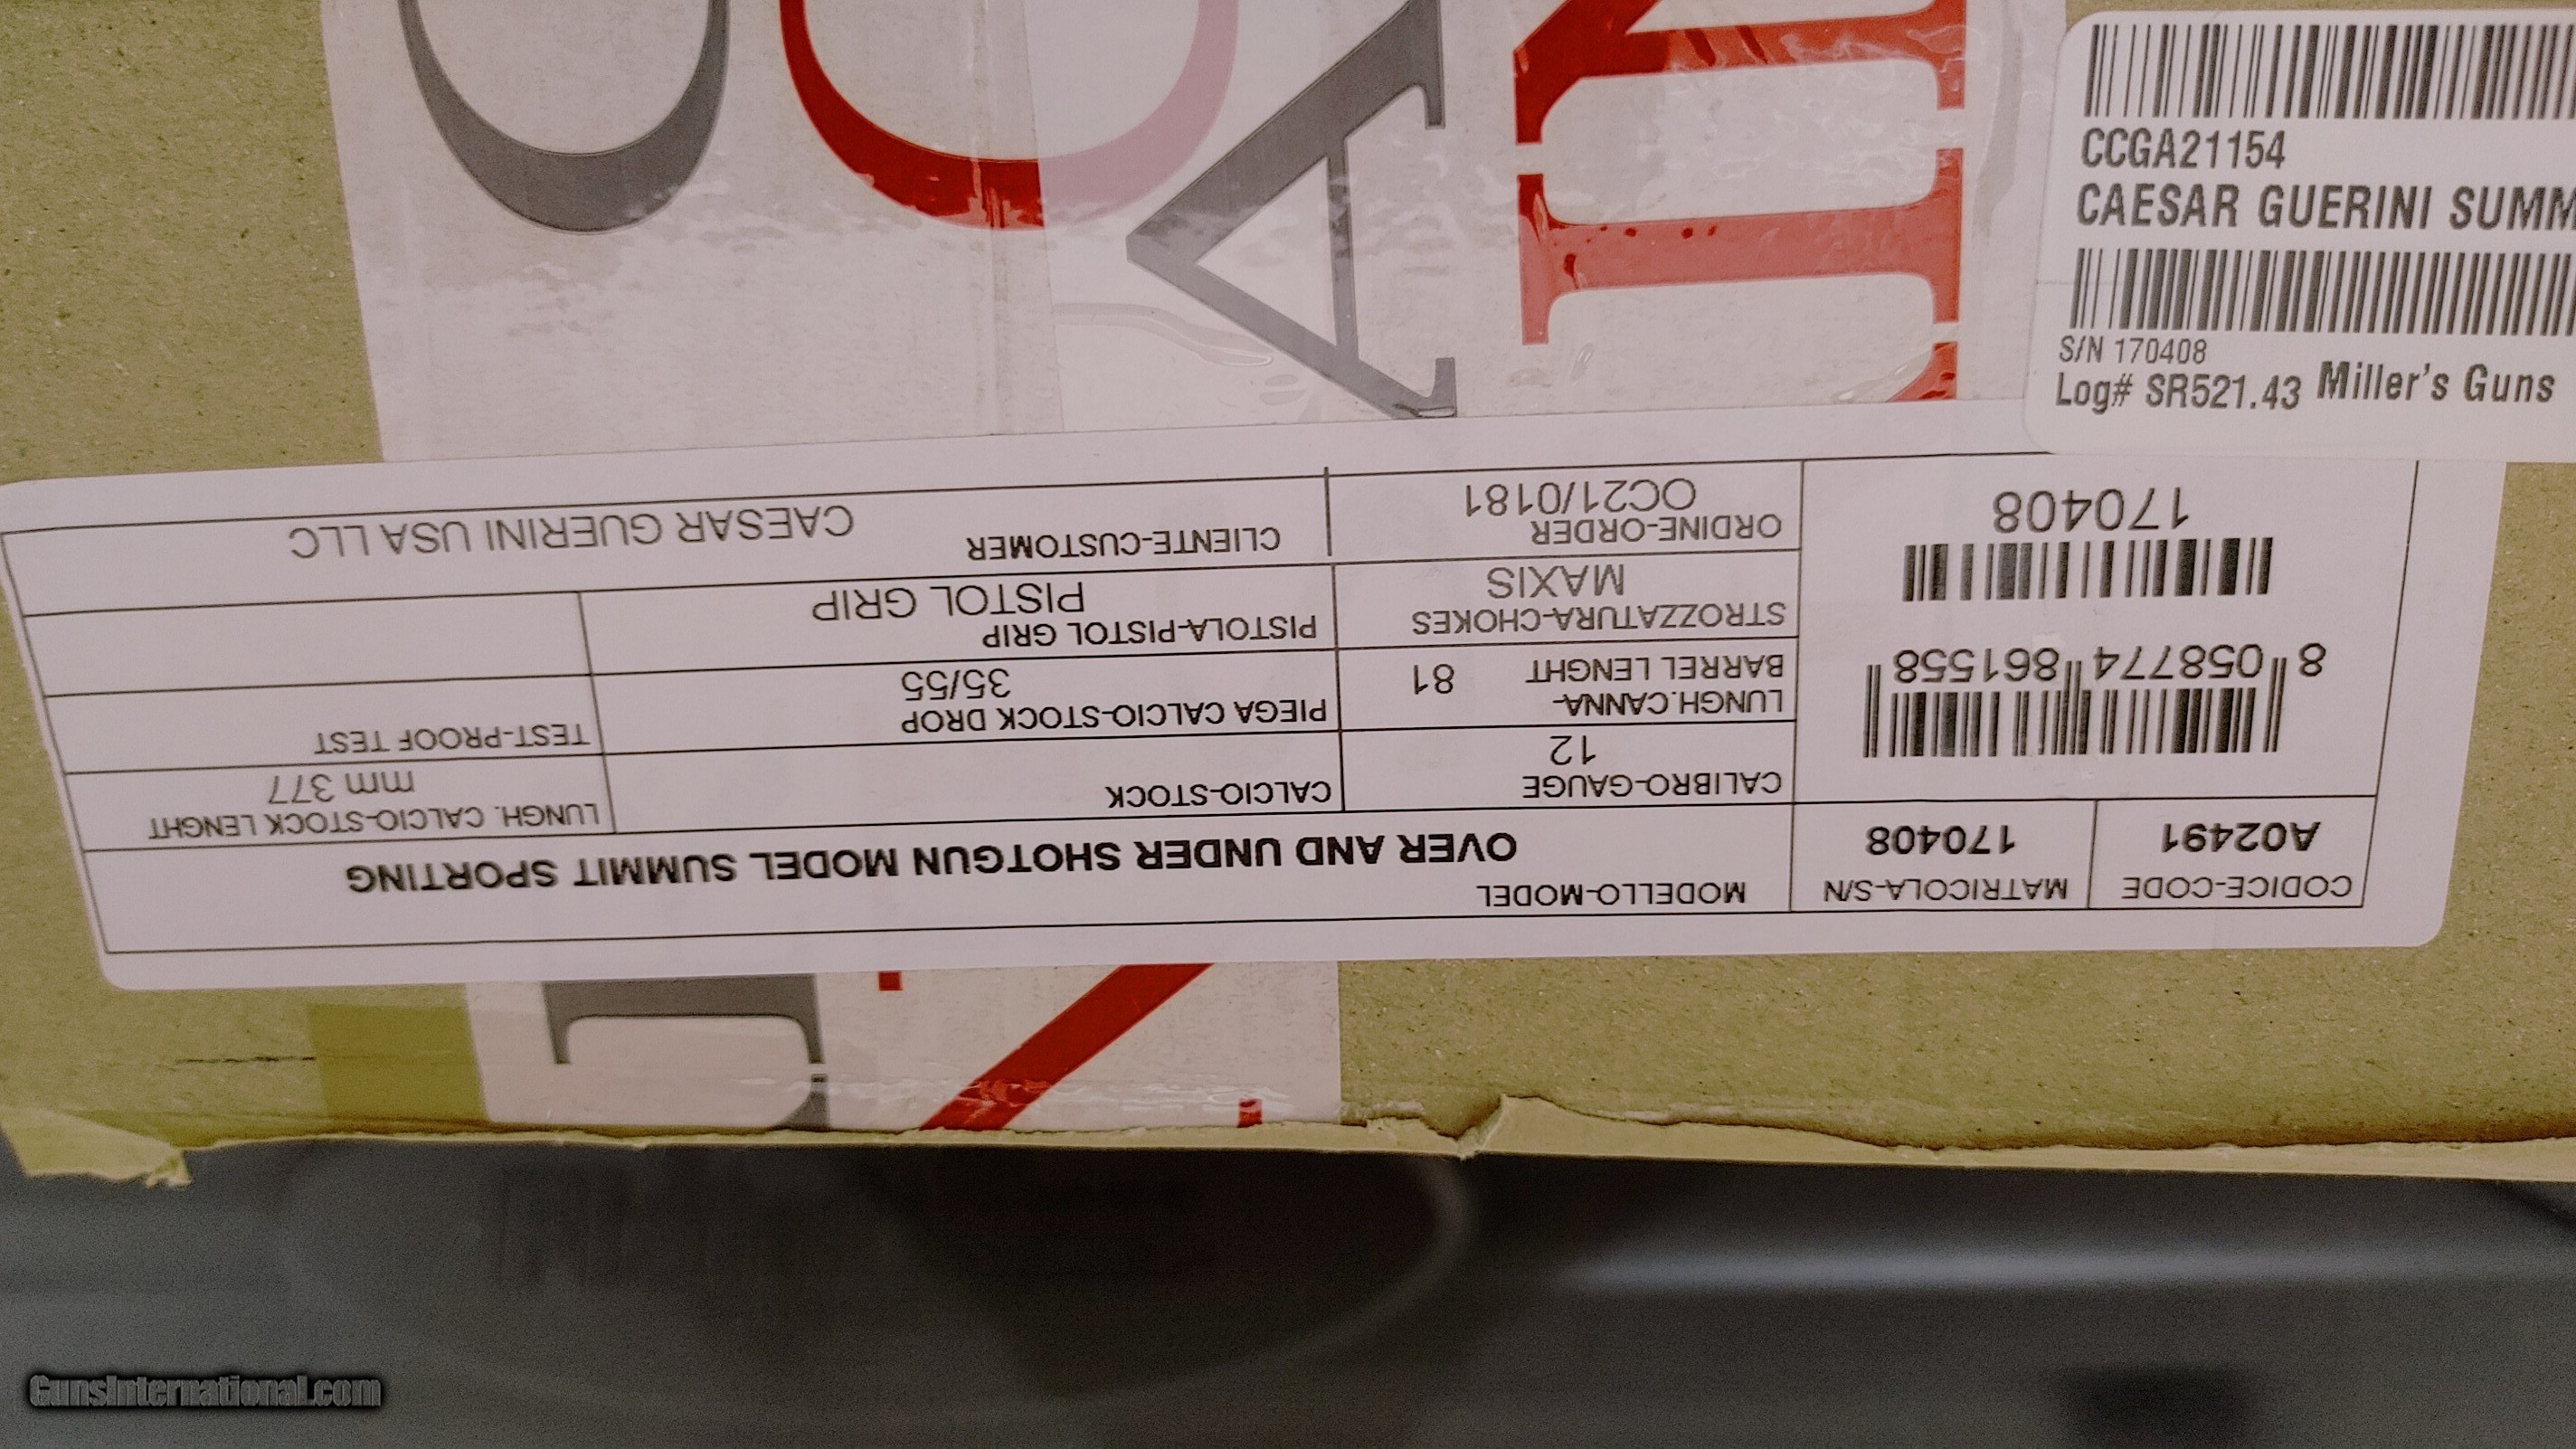 CCGA21154
CAESAR GUERINI SUMM
S/N 170408
Log# SR521.43 Miller's Guns
CODICE-CODE
A02491
MATRICOLA-S/N
170408
MODELLO-MODEL
OVER AND UNDER SHOTGUN MODEL SUMMIT SPORTING
8 058774 861558
170408
CALIBRO-GAUGE
12
CALCIO-STOCK
LUNGH. CALCIO-STOCK LENGHT
mm 377
LUNGH.CANNA-
BARREL LENGHT 81
PIEGA CALCIO-STOCK DROP
35/55
TEST-PROOF TEST
STROZZATURA-CHOKES
MAXIS
PISTOLA-PISTOL GRIP
PISTOL GRIP
ORDINE-ORDER
OC21/0181
CLIENTE-CUSTOMER
CAESAR GUERINI USA LLC
GunsInternational.com